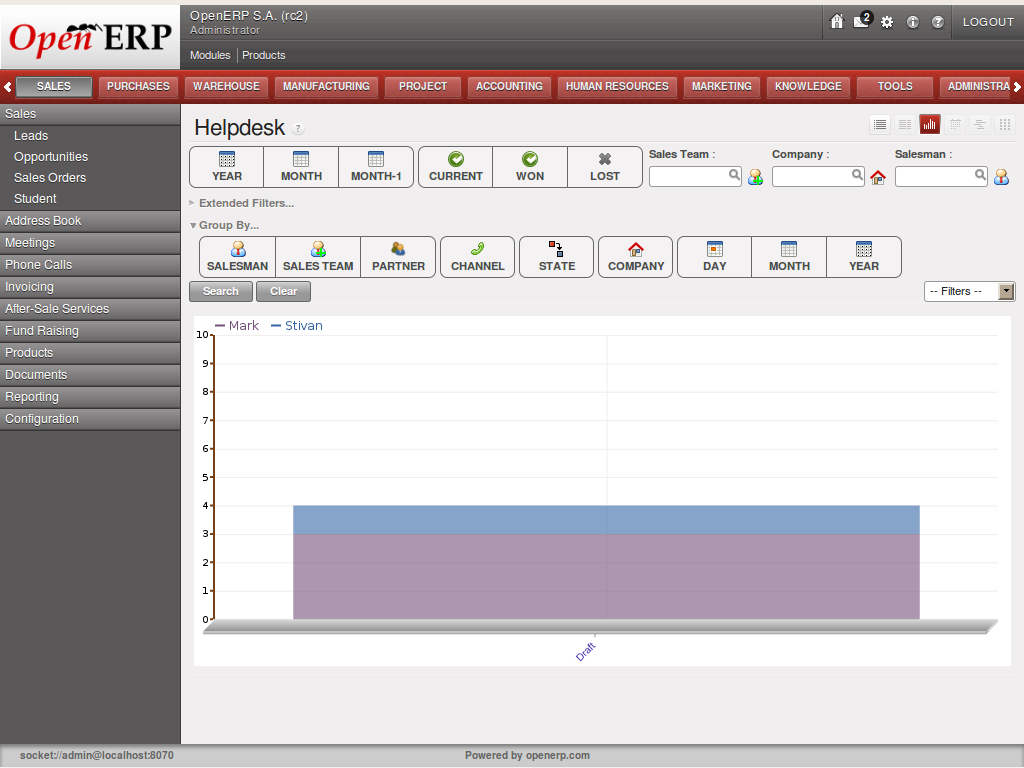 Open ERP
OpenERP S.A. (rc2)
Administrator
2
LOGOUT
Modules Products
SALES PURCHASES WAREHOUSE MANUFACTURING PROJECT ACCOUNTING HUMAN RESOURCES MARKETING KNOWLEDGE TOOLS ADMINISTRA
Sales
Leads
Opportunities
Sales Orders
Student
Address Book
Meetings
Phone Calls
Invoicing
After-Sale Services
Fund Raising
Products
Documents
Reporting
Configuration
Helpdesk ?
YEAR MONTH MONTH-1 CURRENT WON LOST
Sales Team : Company : Salesman :
Extended Filters...
Group By...
SALESMAN SALES TEAM PARTNER CHANNEL STATE COMPANY DAY MONTH YEAR
Search Clear -- Filters --
Mark Stivan
10
9
8
7
6
5
4
3
2
1
0
Draft
socket://admin@localhost:8070 Powered by openerp.com